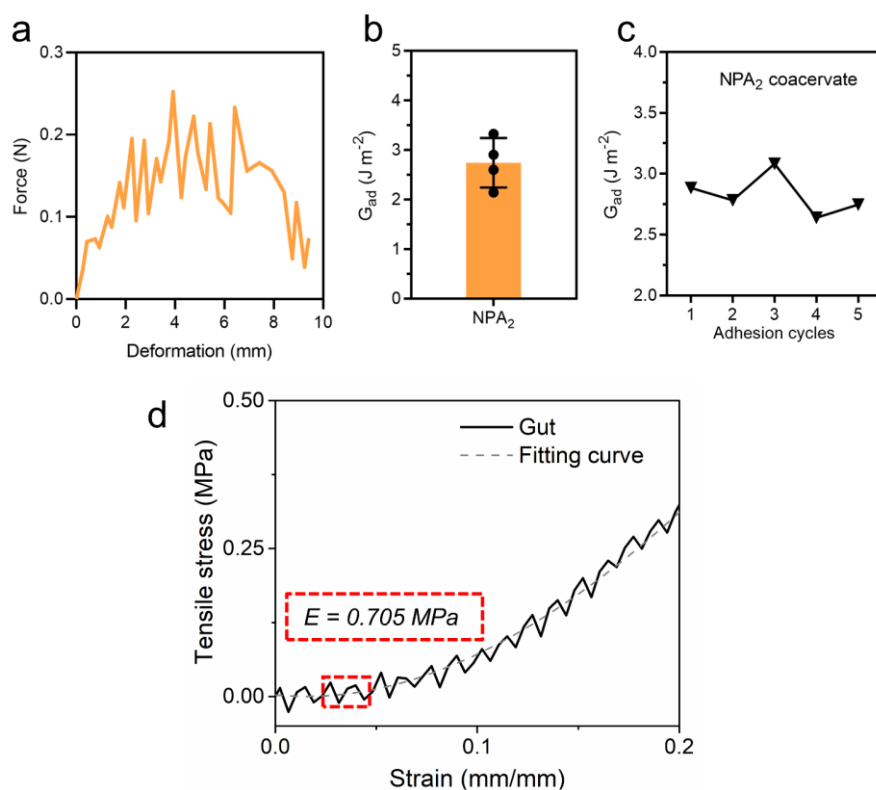 a
0.3
0.2
0.1
0.0
Force (N)
0 2 4 6 8 10
Deformation (mm)
b
5
4
3
2
1
0
G_ad (J m⁻²)
NPA₂
c
4.0
3.5
3.0
2.5
2.0
G_ad (J m⁻²)
NPA₂ coacervate
1 2 3 4 5
Adhesion cycles
d
0.50
0.25
0.00
Tensile stress (MPa)
Gut
Fitting curve
E = 0.705 MPa
0.0 0.1 0.2
Strain (mm/mm)